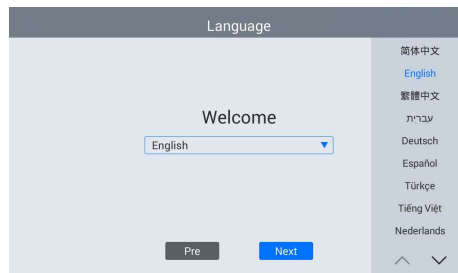 Language
Welcome
English
Pre
Next
简体中文
English
繁體中文
עברית
Deutsch
Español
Türkçe
Tiếng Việt
Nederlands